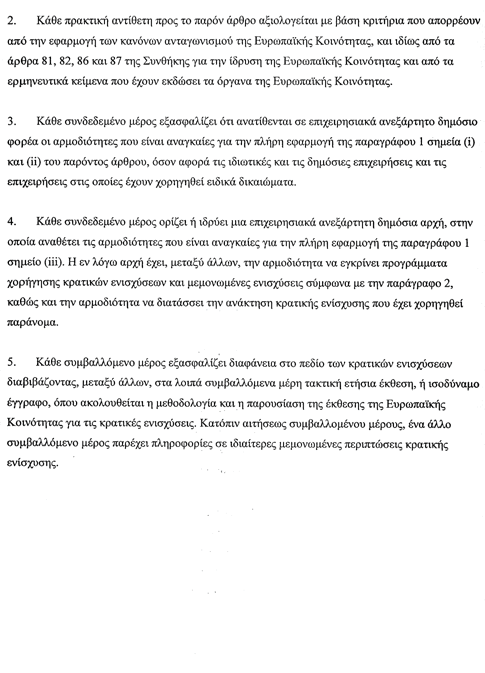 2. Κάθε πρακτική αντίθετη προς το παρόν άρθρο αξιολογείται με βάση κριτήρια που απορρέουν
από την εφαρμογή των κανόνων ανταγωνισμού της Ευρωπαϊκής Κοινότητας, και ιδίως από τα
άρθρα 81, 82, 86 και 87 της Συνθήκης για την ίδρυση της Ευρωπαϊκής Κοινότητας και από τα
ερμηνευτικά κείμενα που έχουν εκδώσει τα όργανα της Ευρωπαϊκής Κοινότητας.
3. Κάθε συνδεδεμένο μέρος εξασφαλίζει ότι ανατίθενται σε επιχειρησιακά ανεξάρτητο δημόσιο
φορέα οι αρμοδιότητες που είναι αναγκαίες για την πλήρη εφαρμογή της παραγράφου 1 σημεία (i)
και (ii) του παρόντος άρθρου, όσον αφορά τις ιδιωτικές και τις δημόσιες επιχειρήσεις και τις
επιχειρήσεις στις οποίες έχουν χορηγηθεί ειδικά δικαιώματα.
4. Κάθε συνδεδεμένο μέρος ορίζει ή ιδρύει μια επιχειρησιακά ανεξάρτητη δημόσια αρχή, στην
οποία αναθέτει τις αρμοδιότητες που είναι αναγκαίες για την πλήρη εφαρμογή της παραγράφου 1
σημείο (iii). Η εν λόγω αρχή έχει, μεταξύ άλλων, την αρμοδιότητα να εγκρίνει προγράμματα
χορήγησης κρατικών ενισχύσεων και μεμονωμένες ενισχύσεις σύμφωνα με την παράγραφο 2,
καθώς και την αρμοδιότητα να διατάσσει την ανάκτηση κρατικής ενίσχυσης που έχει χορηγηθεί
παράνομα.
5. Κάθε συμβαλλόμενο μέρος εξασφαλίζει διαφάνεια στο πεδίο των κρατικών ενισχύσεων
διαβιβάζοντας, μεταξύ άλλων, στα λοιπά συμβαλλόμενα μέρη τακτική ετήσια έκθεση, ή ισοδύναμο
έγγραφο, όπου ακολουθείται η μεθοδολογία και η παρουσίαση της έκθεσης της Ευρωπαϊκής
Κοινότητας για τις κρατικές ενισχύσεις. Κατόπιν αιτήσεως συμβαλλομένου μέρους, ένα άλλο
συμβαλλόμενο μέρος παρέχει πληροφορίες σε ιδιαίτερες μεμονωμένες περιπτώσεις κρατικής
ενίσχυσης.